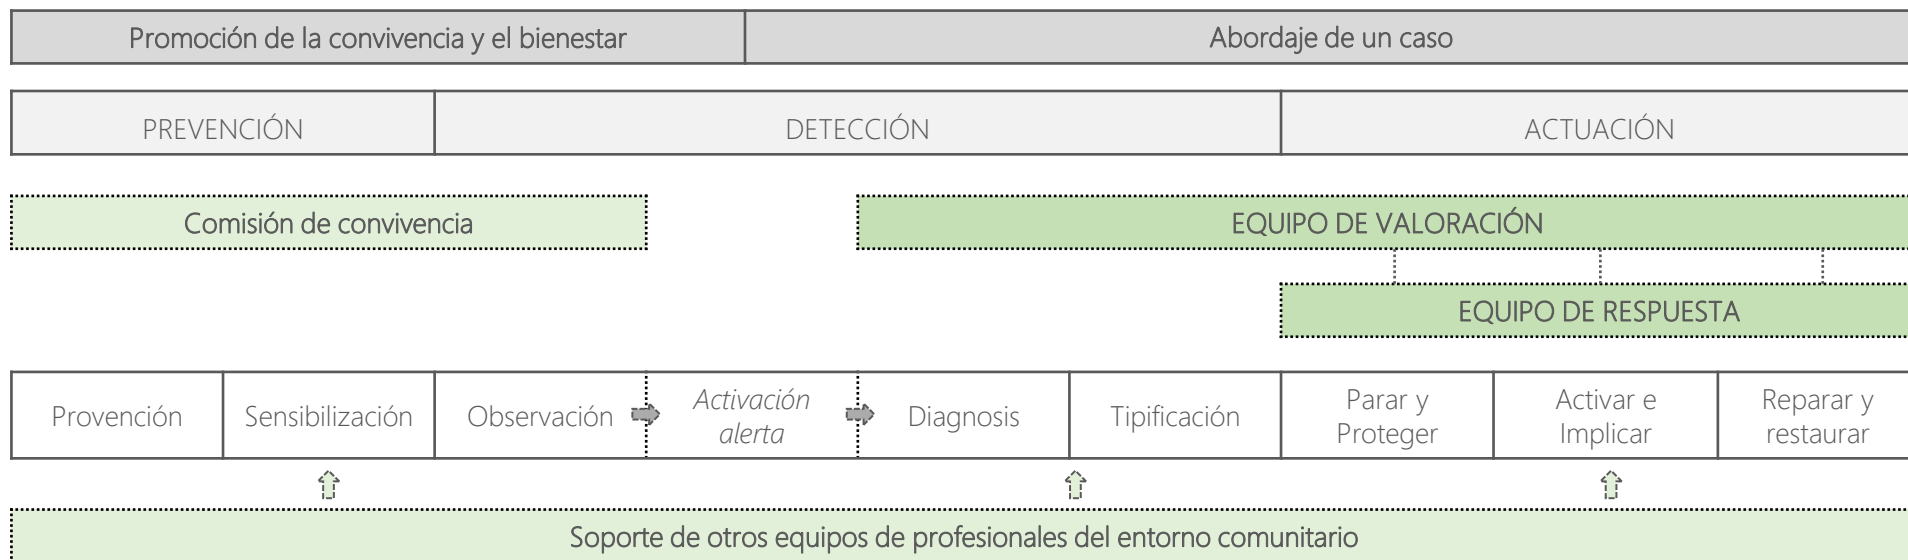 Promoción de la convivencia y el bienestar
Abordaje de un caso
PREVENCIÓN
DETECCIÓN
ACTUACIÓN
Comisión de convivencia
EQUIPO DE VALORACIÓN
EQUIPO DE RESPUESTA
Provención
Sensibilización
Observación
Activación
alerta
Diagnosis
Tipificación
Parar y
Proteger
Activar e
Implicar
Reparar y
restaurar
Soporte de otros equipos de profesionales del entorno comunitario